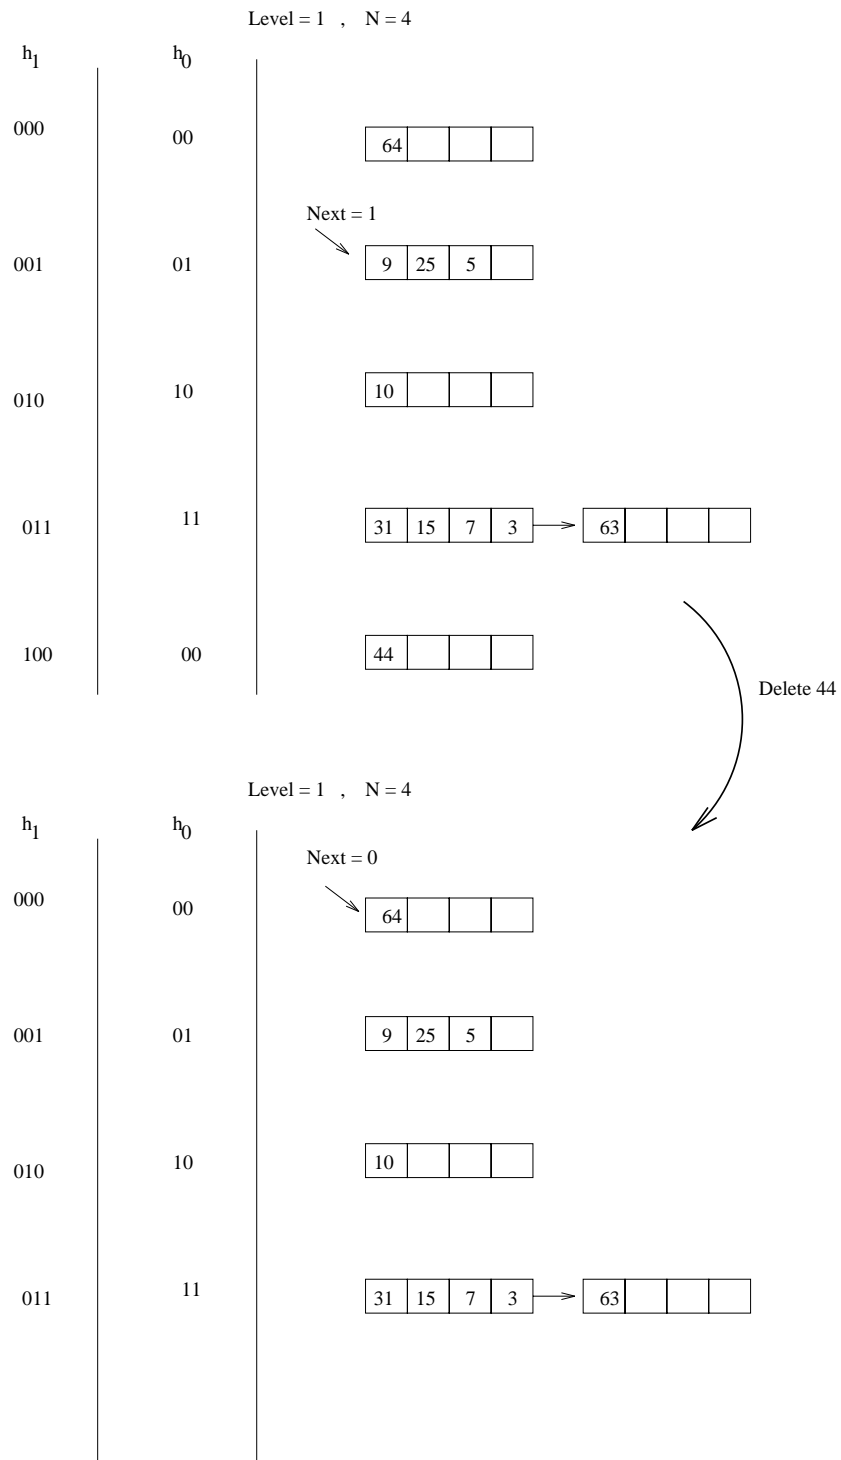 Level = 1 , N = 4
h1 h0
000 00 64
Next = 1
001 01 9 25 5
010 10 10
011 11 31 15 7 3 63
100 00 44
Delete 44
Level = 1 , N = 4
h1 h0
Next = 0
000 00 64
001 01 9 25 5
010 10 10
011 11 31 15 7 3 63